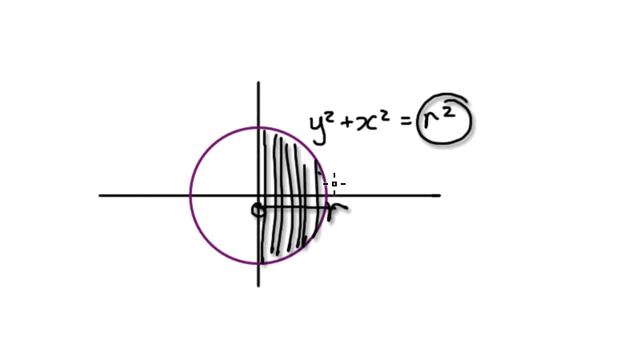 y² + x² = r²
0 r